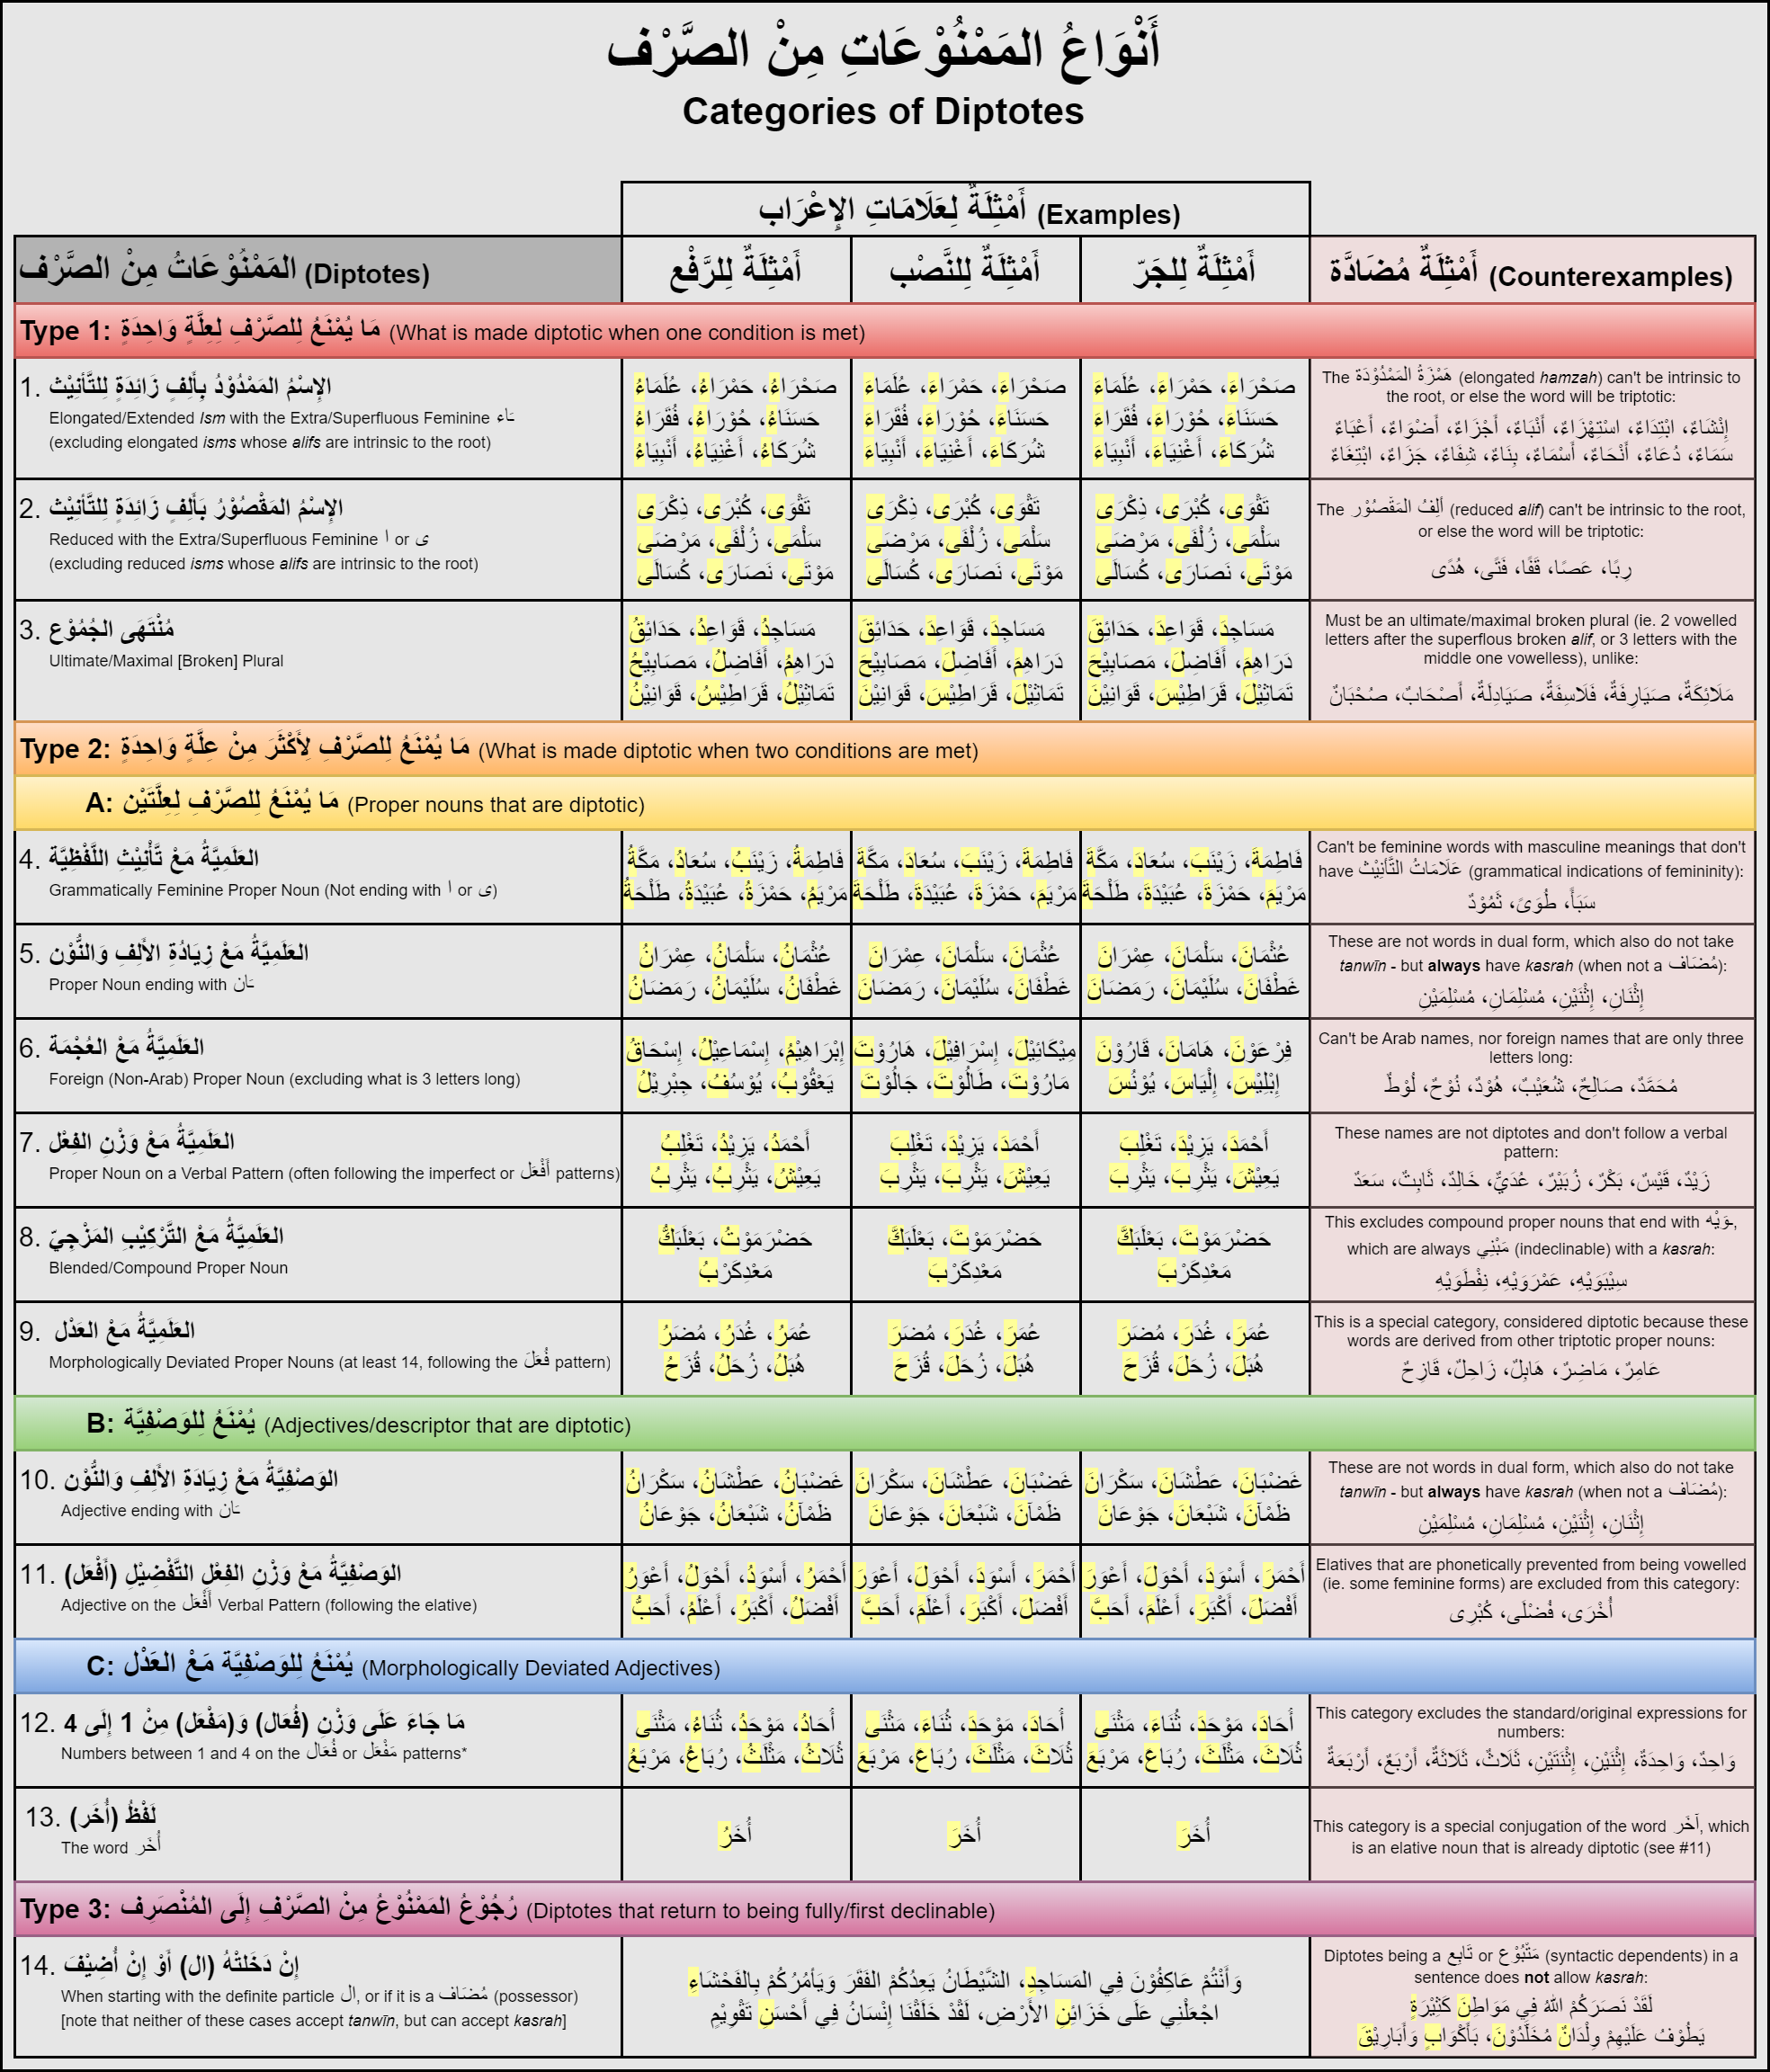 أَنْوَاعُ المَمْنُوْعَاتِ مِنْ الصَّرْف
Categories of Diptotes
أَمْثِلَةٌ لِعَلَامَاتِ الإِعْرَاب (Examples)
المَمْنُوْعَاتُ مِنْ الصَّرْف (Diptotes)
أَمْثِلَةٌ لِلرَّفْع
أَمْثِلَةٌ لِلنَّصْب
أَمْثِلَةٌ لِلجَرّ
أَمْثِلَةٌ مُضَادَّة (Counterexamples)
Type 1: مَا يُمْنَعُ لِلصَّرْفِ لِعِلَّةٍ وَاحِدَةٍ (What is made diptotic when one condition is met)
1. الإِسْمُ المَمْدُوْدُ بِأَلِفٍ زَائِدَةٍ لِلتَّأنِيْث
Elongated/Extended Ism with the Extra/Superfluous Feminine ـَاء
(excluding elongated isms whose alifs are intrinsic to the root)
صَحْرَاءُ، حَمْرَاءُ، عُلَمَاءُ
حَسَنَاءُ، حُوْرَاءُ، فُقَرَاءُ
شُرَكَاءُ، أَغْنِيَاءُ، أَنْبِيَاءُ
صَحْرَاءَ، حَمْرَاءَ، عُلَمَاءَ
حَسَنَاءَ، حُوْرَاءَ، فُقَرَاءَ
شُرَكَاءَ، أَغْنِيَاءَ، أَنْبِيَاءَ
صَحْرَاءَ، حَمْرَاءَ، عُلَمَاءَ
حَسَنَاءَ، حُوْرَاءَ، فُقَرَاءَ
شُرَكَاءَ، أَغْنِيَاءَ، أَنْبِيَاءَ
The هَمْزَةُ المَمْدُوْدَة (elongated hamzah) can't be intrinsic to
the root, or else the word will be triptotic:
إِنْشَاءٌ، ابْتِدَاءٌ، اسْتِهْزَاءٌ، أَنْبَاءٌ، أَجْزَاءٌ، أَضْوَاءٌ، أَعْبَاءٌ
سَمَاءٌ، دُعَاءٌ، أَنْحَاءٌ، أَسْمَاءٌ، بِنَاءٌ، شِفَاءٌ، جَزَاءٌ، ابْتِغَاءٌ
2. الإِسْمُ المَقْصُوْرُ بَأَلِفٍ زَائِدَةٍ لِلتَّأنِيْث
Reduced with the Extra/Superfluous Feminine ا or ى
(excluding reduced isms whose alifs are intrinsic to the root)
تَقْوَى، كُبْرَى، ذِكْرَى
سَلْمَى، زُلْفَى، مَرْضَى
مَوْتَى، نَصَارَى، كُسَالَى
تَقْوَى، كُبْرَى، ذِكْرَى
سَلْمَى، زُلْفَى، مَرْضَى
مَوْتَى، نَصَارَى، كُسَالَى
تَقْوَى، كُبْرَى، ذِكْرَى
سَلْمَى، زُلْفَى، مَرْضَى
مَوْتَى، نَصَارَى، كُسَالَى
The أَلِفُ المَقْصُوْر (reduced alif) can't be intrinsic to the root,
or else the word will be triptotic:
رِبًا، عَصًا، قَفًا، فَتًى، هُدًى
3. مُنْتَهَى الجُمُوْع
Ultimate/Maximal [Broken] Plural
مَسَاجِدُ، قَوَاعِدُ، حَدَائِقُ
دَرَاهِمُ، أَفَاضِلُ، مَصَابِيْحُ
تَمَاثِيْلُ، قَرَاطِيْسُ، قَوَانِيْنُ
مَسَاجِدَ، قَوَاعِدَ، حَدَائِقَ
دَرَاهِمَ، أَفَاضِلَ، مَصَابِيْحَ
تَمَاثِيْلَ، قَرَاطِيْسَ، قَوَانِيْنَ
مَسَاجِدَ، قَوَاعِدَ، حَدَائِقَ
دَرَاهِمَ، أَفَاضِلَ، مَصَابِيْحَ
تَمَاثِيْلَ، قَرَاطِيْسَ، قَوَانِيْنَ
Must be an ultimate/maximal broken plural (ie. 2 vowelled
letters after the superflous broken alif, or 3 letters with the
middle one vowelless), unlike:
مَلَائِكَةٌ، صَيَارِفَةٌ، فَلَاسِفَةٌ، صَيَادِلَةٌ، أَصْحَابٌ، صُحْبَانٌ
Type 2: مَا يُمْنَعُ لِلصَّرْفِ لِأَكْثَرَ مِنْ عِلَّةٍ وَاحِدَةٍ (What is made diptotic when two conditions are met)
A: مَا يُمْنَعُ لِلصَّرْفِ لِعِلَّتَيْن (Proper nouns that are diptotic)
4. العَلَمِيَّةُ مَعْ تَّأْنِيْثِ اللَّفْظِيَّة
Grammatically Feminine Proper Noun (Not ending with ا or ى)
فَاطِمَةُ، زَيْنَبُ، سُعَادُ، مَكَّةُ
مَرْيَمُ، حَمْزَةُ، عُبَيْدَةُ، طَلْحَةُ
فَاطِمَةَ، زَيْنَبَ، سُعَادَ، مَكَّةَ
مَرْيَمَ، حَمْزَةَ، عُبَيْدَةَ، طَلْحَةَ
فَاطِمَةَ، زَيْنَبَ، سُعَادَ، مَكَّةَ
مَرْيَمَ، حَمْزَةَ، عُبَيْدَةَ، طَلْحَةَ
Can't be feminine words with masculine meanings that don't
have عَلَامَاتُ التَّأْنِيْث (grammatical indications of femininity):
سَبَأَ، طُوَىً، ثَمُوْدٌ
5. العَلَمِيَّةُ مَعْ زِيَادُةِ الأَلِفِ وَالنُّوْن
Proper Noun ending with ـَان
عُثْمَانُ، سَلْمَانُ، عِمْرَانُ
غَطْفَانُ، سُلَيْمَانُ، رَمَضَانُ
عُثْمَانَ، سَلْمَانَ، عِمْرَانَ
غَطْفَانَ، سُلَيْمَانَ، رَمَضَانَ
عُثْمَانَ، سَلْمَانَ، عِمْرَانَ
غَطْفَانَ، سُلَيْمَانَ، رَمَضَانَ
These are not words in dual form, which also do not take
tanwīn - but always have kasrah (when not a مُضَاف):
إِثْنَانِ، إِثْنَيْنِ، مُسْلِمَانِ، مُسْلِمَيْنِ
6. العَلَمِيَّةُ مَعْ العُجْمَة
Foreign (Non-Arab) Proper Noun (excluding what is 3 letters long)
إِبْرَاهِيْمُ، إِسْمَاعِيْلُ، إِسْحَاقُ
يَعْقُوْبُ، يُوْسُفُ، جِبْرِيْلُ
مِيْكَائِيْلَ، إِسْرَافِيْلَ، هَارُوْتَ
مَارُوْتَ، طَالُوْتَ، جَالُوْتَ
فِرْعَوْنَ، هَامَانَ، قَارُوْنَ
إِبْلِيْسَ، إِلْيَاسَ، يُوْنُسَ
Can't be Arab names, nor foreign names that are only three
letters long:
مُحَمَّدٌ، صَالِحٌ، شُعَيْبٌ، هُوْدٌ، نُوْحٌ، لُوْطٌ
7. العَلَمِيَّةُ مَعْ وَزْنِ الفِعْل
Proper Noun on a Verbal Pattern (often following the imperfect or أَفْعَل patterns)
أَحْمَدُ، يَزِيْدُ، تَغْلِبُ
يَعِيْشُ، يَثْرِبُ، يَثْرِبُ
أَحْمَدَ، يَزِيْدَ، تَغْلِبَ
يَعِيْشَ، يَثْرِبَ، يَثْرِبَ
أَحْمَدَ، يَزِيْدَ، تَغْلِبَ
يَعِيْشَ، يَثْرِبَ، يَثْرِبَ
These names are not diptotes and don't follow a verbal
pattern:
زَيْدٌ، قَيْسٌ، بَكْرٌ، زُبَيْرٌ، عُدَيٌّ، خَالِدٌ، ثَابِتٌ، سَعَدٌ
8. العَلَمِيَّةُ مَعْ التَّرْكِيْبِ المَزْجِيّ
Blended/Compound Proper Noun
حَضْرَمَوْتُ، بَعْلَبَكُّ
مَعْدِكَرْبُ
حَضْرَمَوْتَ، بَعْلَبَكَّ
مَعْدِكَرْبَ
حَضْرَمَوْتَ، بَعْلَبَكَّ
مَعْدِكَرْبَ
This excludes compound proper nouns that end with ـوَيْه,
which are always مَبْنِي (indeclinable) with a kasrah:
سِيْبَوَيْهِ، عَمْرَوَيْهِ، نِفْطَوَيْهِ
9. العَلَمِيَّةُ مَعْ العَدْل
Morphologically Deviated Proper Nouns (at least 14, following the فُعَلَ pattern)
عُمَرُ، غُدَرُ، مُضَرُ
هُبَلُ، زُحَلُ، قُزَحُ
عُمَرَ، غُدَرَ، مُضَرَ
هُبَلَ، زُحَلَ، قُزَحَ
عُمَرَ، غُدَرَ، مُضَرَ
هُبَلَ، زُحَلَ، قُزَحَ
This is a special category, considered diptotic because these
words are derived from other triptotic proper nouns:
عَامِرٌ، مَاضِرٌ، هَابِلٌ، زَاحِلٌ، قَازِحٌ
B: يُمْنَعُ لِلوَصْفِيَّة (Adjectives/descriptor that are diptotic)
10. الوَصْفِيَّةُ مَعْ زِيَادَةِ الأَلِفِ وَالنُّوْن
Adjective ending with ـَان
غَضْبَانُ، عَطْشَانُ، سَكْرَانُ
ظَمْآنُ، شَبْعَانُ، جَوْعَانُ
غَضْبَانَ، عَطْشَانَ، سَكْرَانَ
ظَمْآنَ، شَبْعَانَ، جَوْعَانَ
غَضْبَانَ، عَطْشَانَ، سَكْرَانَ
ظَمْآنَ، شَبْعَانَ، جَوْعَانَ
These are not words in dual form, which also do not take
tanwīn - but always have kasrah (when not a مُضَاف):
إِثْنَانِ، إِثْنَيْنِ، مُسْلِمَانِ، مُسْلِمَيْنِ
11. الوَصْفِيَّةُ مَعْ وَزْنِ الفِعْلِ التَّفْضِيْلِ (أَفْعَل)
Adjective on the أَفْعَل Verbal Pattern (following the elative)
أَحْمَرُ، أَسْوَدُ، أَحْوَلُ، أَعْوَرُ
أَفْضَلُ، أَكْبَرُ، أَعْلَمُ، أَحَبُّ
أَحْمَرَ، أَسْوَدَ، أَحْوَلَ، أَعْوَرَ
أَفْضَلَ، أَكْبَرَ، أَعْلَمَ، أَحَبَّ
أَحْمَرَ، أَسْوَدَ، أَحْوَلَ، أَعْوَرَ
أَفْضَلَ، أَكْبَرَ، أَعْلَمَ، أَحَبَّ
Elatives that are phonetically prevented from being vowelled
(ie. some feminine forms) are excluded from this category:
أُخْرَى، فُضْلَى، كُبْرِى
C: يُمْنَعُ لِلوَصْفِيَّة مَعْ العَدْل (Morphologically Deviated Adjectives)
12. مَا جَاءَ عَلَى وَزْنِ (فُعَال) وَ(مَفْعَل) مِنْ 1 إِلَى 4
Numbers between 1 and 4 on the فُعَال or مَفْعَل patterns*
أُحَادُ، مَوْحَدُ، ثُنَاءُ، مَثْنَى
ثُلَاثُ، مَثْلَثُ، رُبَاعُ، مَرْبَعُ
أُحَادَ، مَوْحَدَ، ثُنَاءَ، مَثْنَى
ثُلَاثَ، مَثْلَثَ، رُبَاعَ، مَرْبَعَ
أُحَادَ، مَوْحَدَ، ثُنَاءَ، مَثْنَى
ثُلَاثَ، مَثْلَثَ، رُبَاعَ، مَرْبَعَ
This category excludes the standard/original expressions for
numbers:
وَاحِدٌ، وَاحِدَةٌ، إِثْنَيْنِ، إِثْنَتَيْنِ، ثَلَاثٌ، ثَلَاثَةٌ، أَرْبَعٌ، أَرْبَعَةٌ
13. لَفْظُ (أُخَر)
The word أُخَر
أُخَرُ
أُخَرَ
أُخَرَ
This category is a special conjugation of the word آخَر, which
is an elative noun that is already diptotic (see #11)
Type 3: رُجُوْعُ المَمْنُوْعُ مِنْ الصَّرْفِ إِلَى المُنْصَرِف (Diptotes that return to being fully/first declinable)
14. إِنْ دَخَلتْهُ (ال) أَوْ إِنْ أُضِيْفَ
When starting with the definite particle ال, or if it is a مُضَاف (possessor)
[note that neither of these cases accept tanwīn, but can accept kasrah]
وَأَنْتُمْ عَاكِفُوْنَ فِي المَسَاجِدِ، الشَّيْطَانُ يَعِدُكُمْ الفَقَرَ وَيَأمُرُكُمْ بِالفَحْشَاءِ
اجْعَلْنِي عَلَى خَزَائِنِ الأَرْضِ، لَقَدْ خَلَقْنَا إِنْسَانُ فِي أَحْسَنِ تَقْوِيْمٍ
Diptotes being a تَابِع or مَتْبُوْع (syntactic dependents) in a
sentence does not allow kasrah:
لَقَدْ نَصَرَكُمْ اللهُ فِي مَوَاطِنَ كَثِيْرَةٍ
يَطُوْفُ عَلَيْهِمْ وِلْدَانٌ مُخَلَّدُوْنَ، بَأَكْوَابٍ وَأَبَارِيْقَ